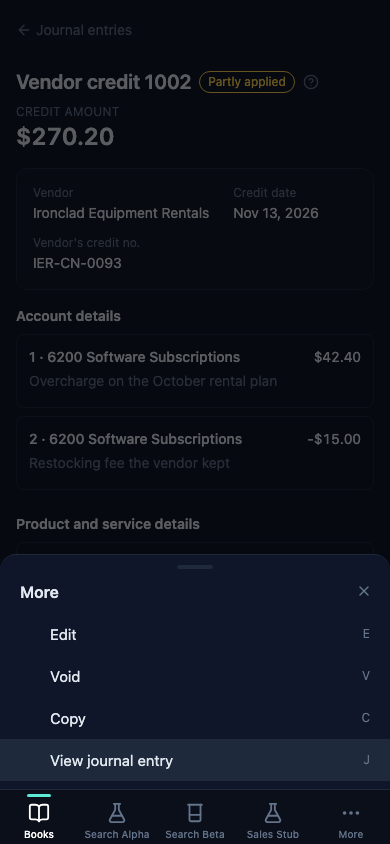 ← Journal entries
Vendor credit 1002 Partly applied ?
CREDIT AMOUNT
$270.20
Vendor Credit date
Ironclad Equipment Rentals Nov 13, 2026
Vendor's credit no.
IER-CN-0093
Account details
1 · 6200 Software Subscriptions $42.40
Overcharge on the October rental plan
2 · 6200 Software Subscriptions -$15.00
Restocking fee the vendor kept
Product and service details
More
Edit E
Void V
Copy C
View journal entry J
Books Search Alpha Search Beta Sales Stub More